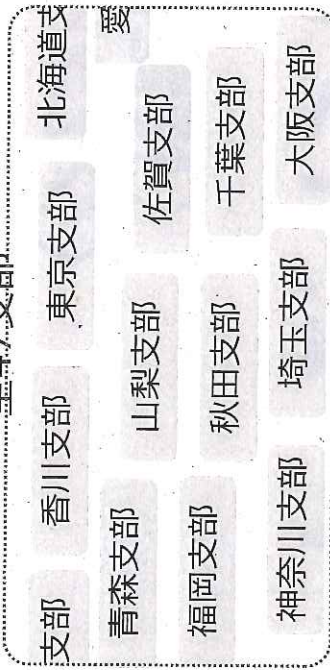 支部 香川支部 東京支部 北海道支
愛
青森支部 山梨支部 佐賀支部
福岡支部 秋田支部 千葉支部
神奈川支部 埼玉支部 大阪支部